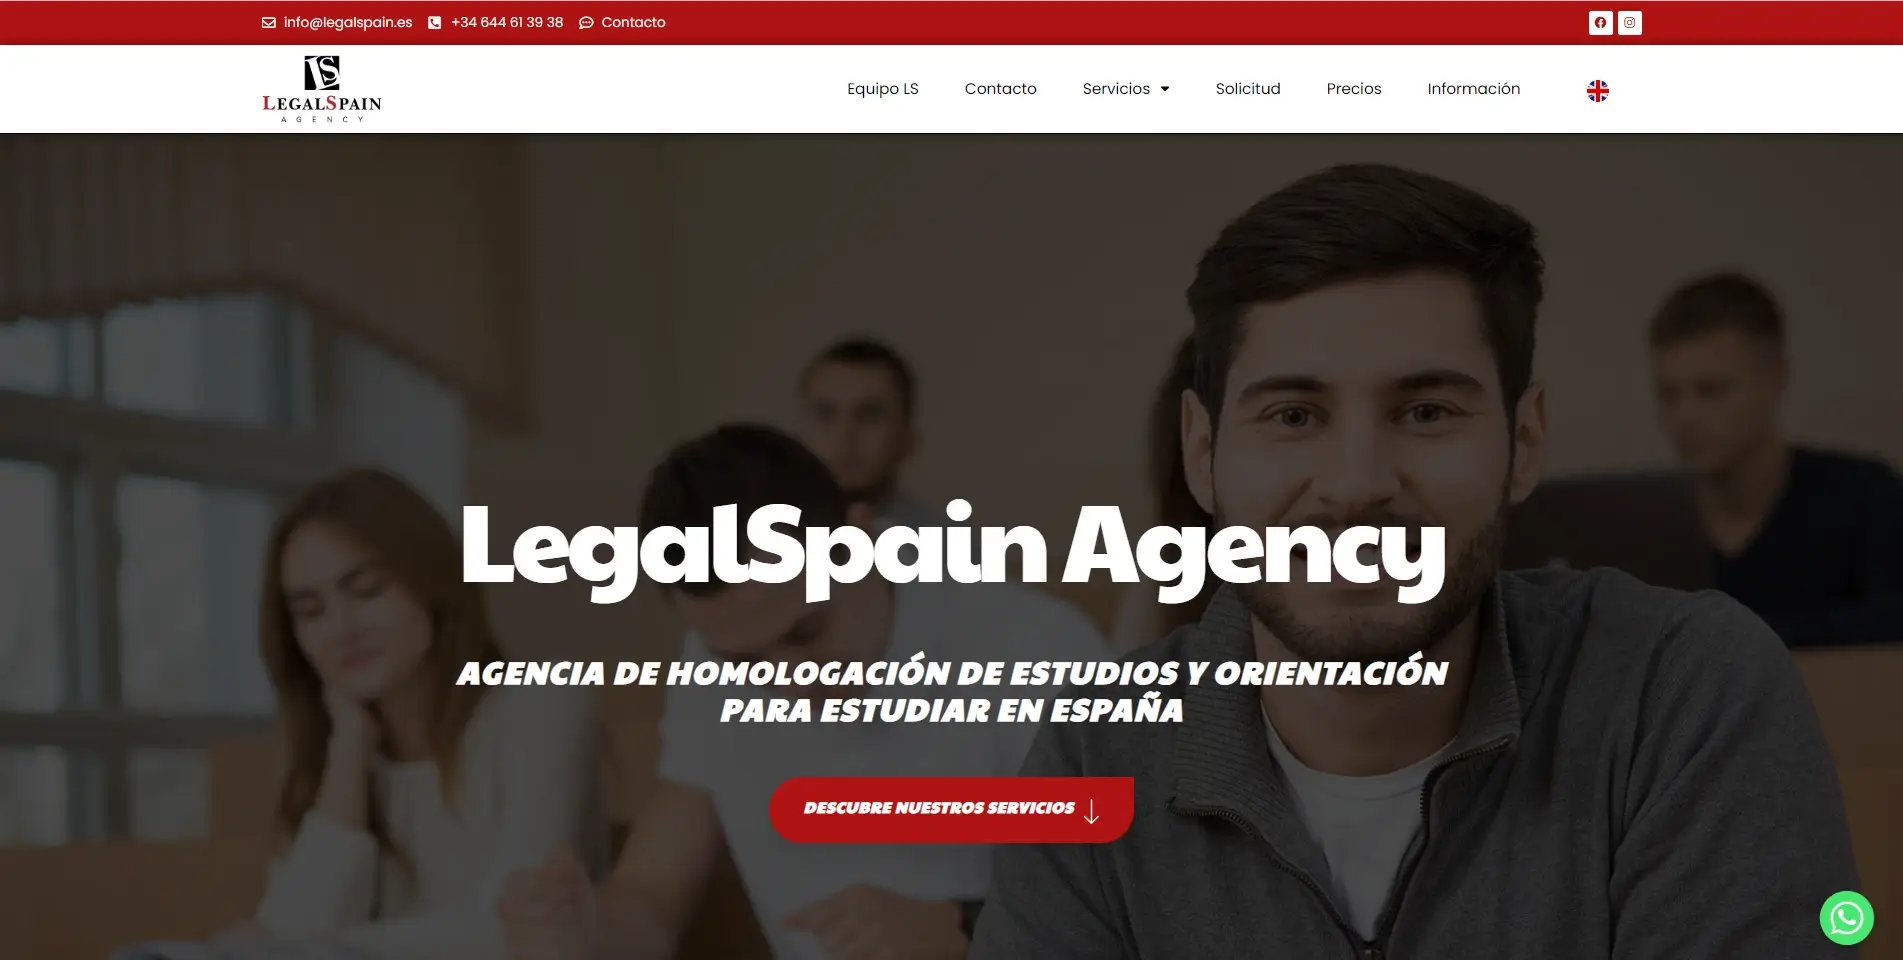 info@legalspain.es +34 644 61 39 38 Contacto
LS
LEGALSPAIN
AGENCY
Equipo LS Contacto Servicios Solicitud Precios Información
LegalSpain Agency
AGENCIA DE HOMOLOGACIÓN DE ESTUDIOS Y ORIENTACIÓN
PARA ESTUDIAR EN ESPAÑA
DESCUBRE NUESTROS SERVICIOS